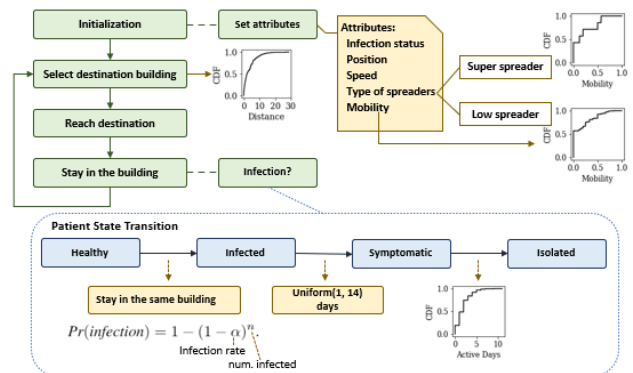 Initialization
Set attributes
Attributes:
Infection status
Position
Speed
Type of spreaders
Mobility
Super spreader
Low spreader
CDF
1.0
0.5
0.0
0.0 0.5 1.0
Mobility
Select destination building
CDF
1.0
0.5
0.0
0 10 20 30
Distance
CDF
1.0
0.5
0.0
0.0 0.5 1.0
Mobility
Reach destination
Stay in the building
Infection?
Patient State Transition
Healthy
Infected
Symptomatic
Isolated
Stay in the same building
Uniform(1, 14)
days
CDF
1.0
0.5
0.0
0 5 10
Active Days
Pr(infection) = 1 − (1 − α)ⁿ.
Infection rate
num. infected